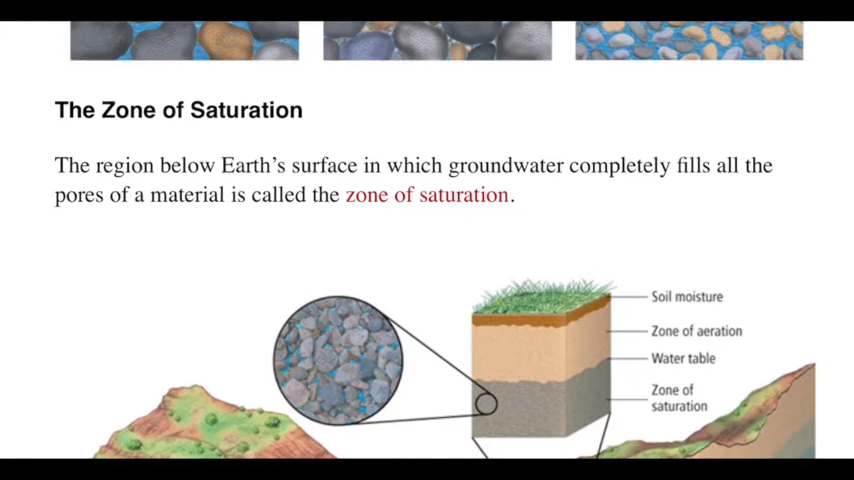 The Zone of Saturation
The region below Earth's surface in which groundwater completely fills all the
pores of a material is called the zone of saturation.
Soil moisture
Zone of aeration
Water table
Zone of
saturation